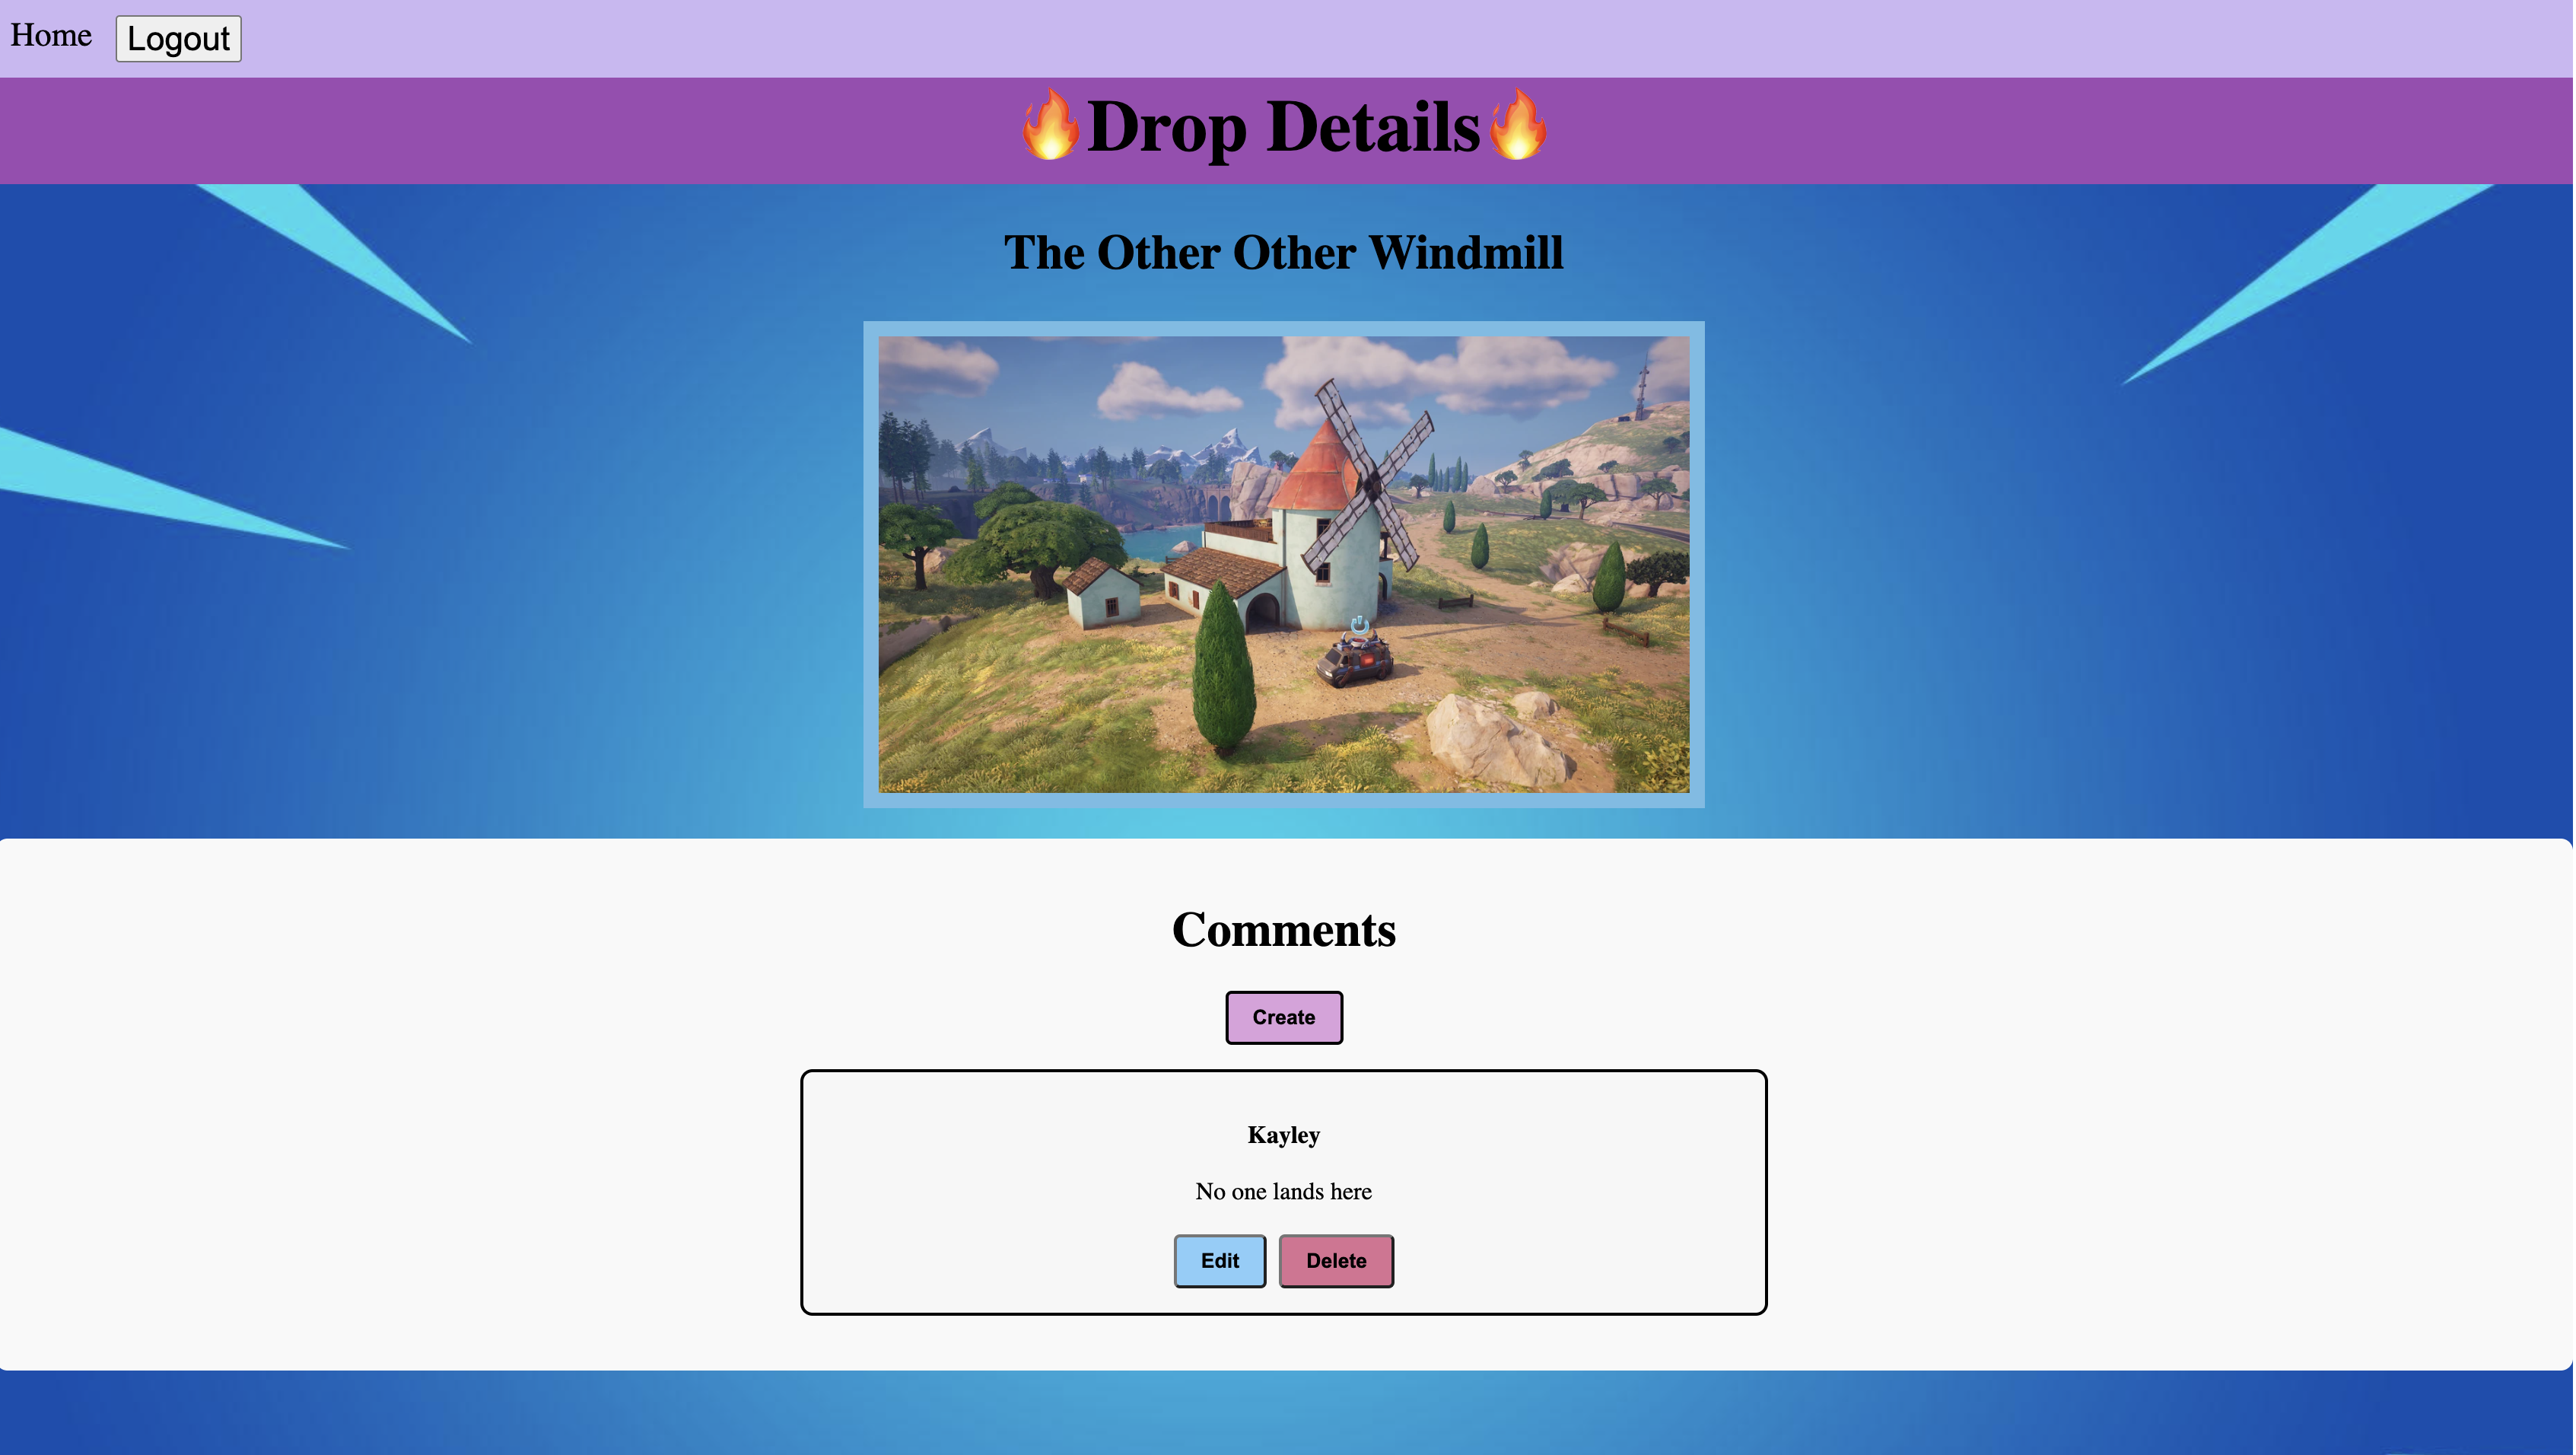 Home Logout
🔥Drop Details🔥
The Other Other Windmill
Comments
Create
Kayley
No one lands here
Edit Delete